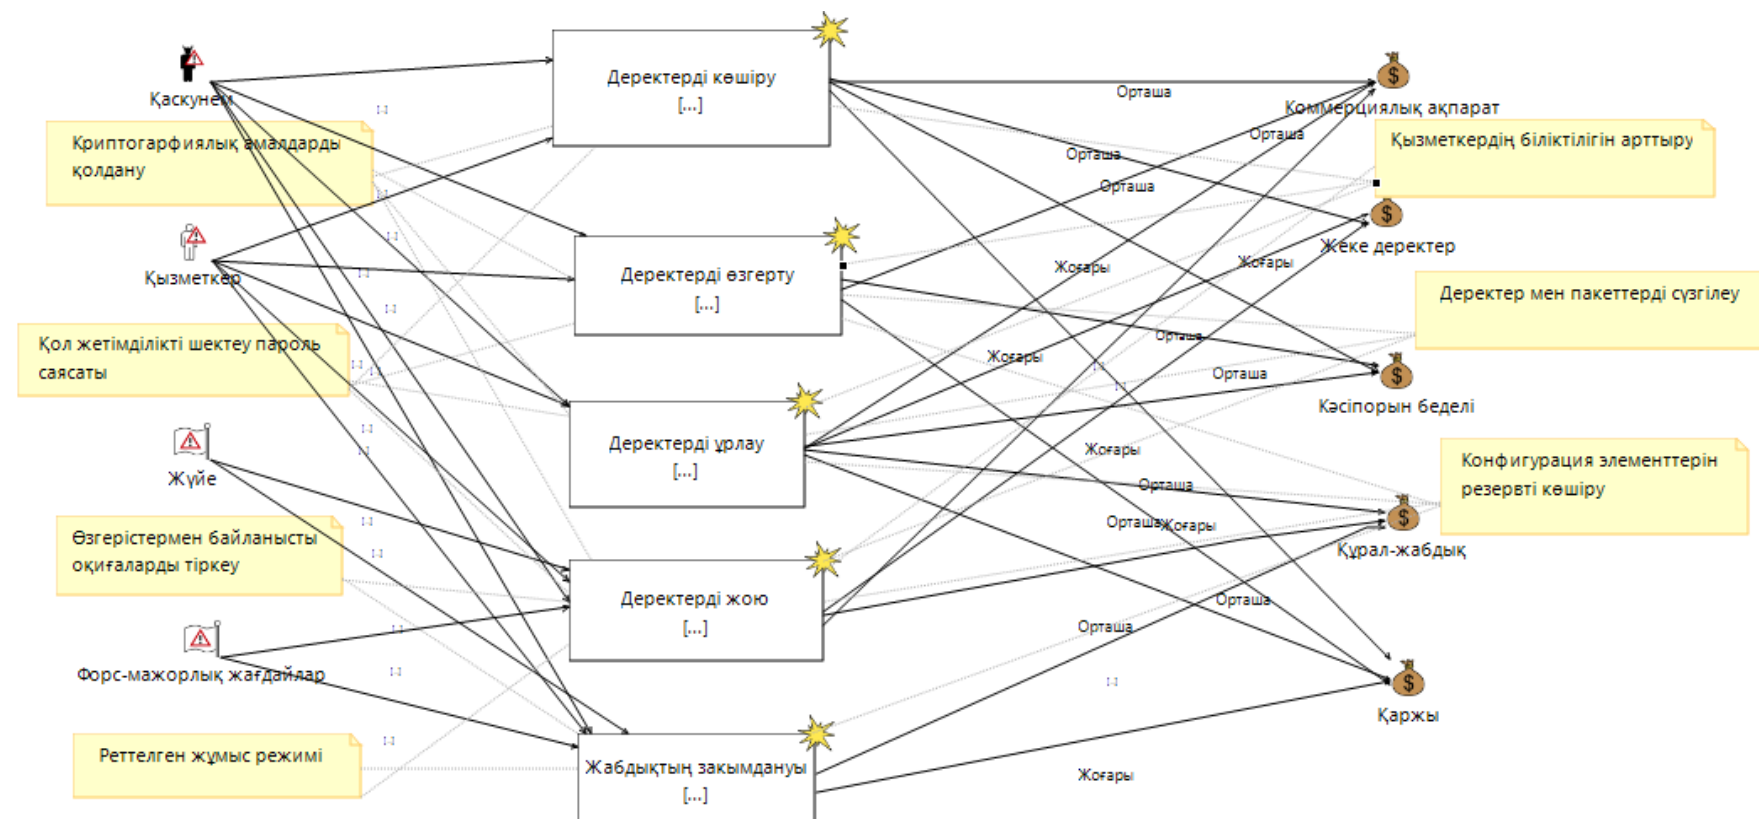 Қаскүнем
Криптогарфиялық амалдарды
қолдану
Қызметкер
Қол жетімділікті шектеу пароль
саясаты
Жүйе
Өзгерістермен байланысты
оқиғаларды тіркеу
Форс-мажорлық жағдайлар
Реттелген жұмыс режимі
Деректерді көшіру
[...]
Деректерді өзгерту
[...]
Деректерді ұрлау
[...]
Деректерді жою
[...]
Жабдықтың закымдануы
[...]
Орташа
Орташа
Орташа
Орташа
Жоғары
Жоғары
Орташа
Жоғары
Орташа
Жоғары
Орташа
Орташа
Жоғары
Орташа
Орташа
Жоғары
Коммерциялық ақпарат
Қызметкердің біліктілігін арттыру
Жеке деректер
Деректер мен пакеттерді сүзгілеу
Кәсіпорын беделі
Конфигурация элементтерін
резервті көшіру
Құрал-жабдық
Қаржы